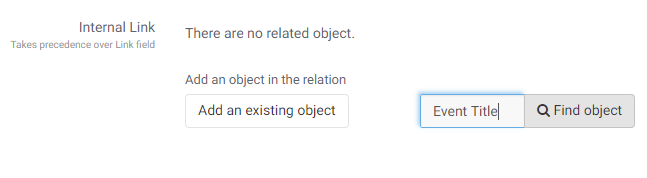 Internal Link
Takes precedence over Link field
There are no related object.
Add an object in the relation
Add an existing object
Event Title
Find object